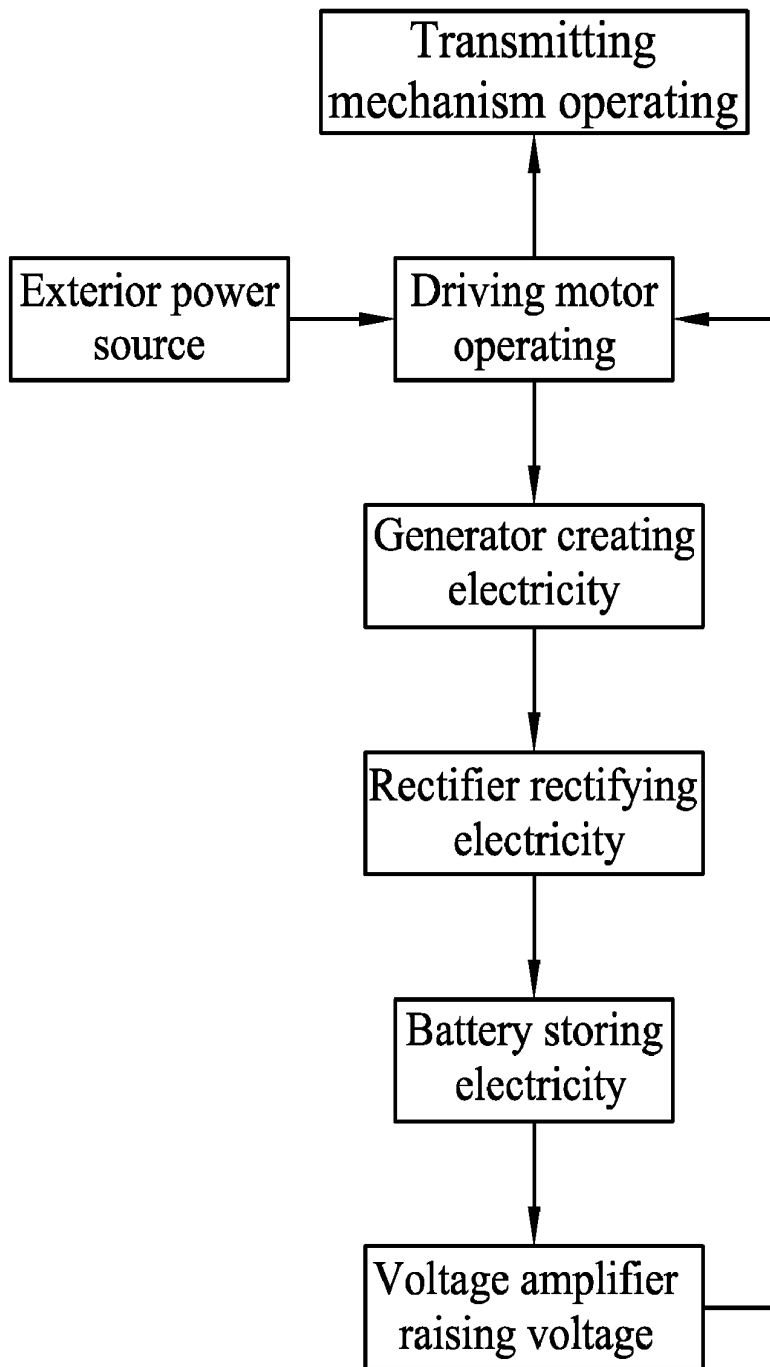 Transmitting
mechanism operating
Exterior power
source
Driving motor
operating
Generator creating
electricity
Rectifier rectifying
electricity
Battery storing
electricity
Voltage amplifier
raising voltage